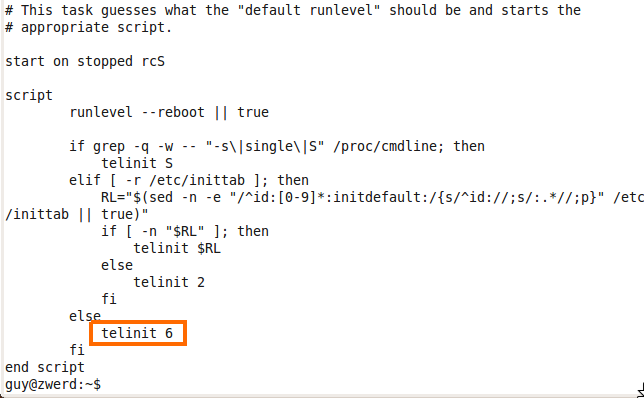 # This task guesses what the "default runlevel" should be and starts the
# appropriate script.

start on stopped rcS

script
        runlevel --reboot || true

        if grep -q -w -- "-s\|single\|S" /proc/cmdline; then
            telinit S
        elif [ -r /etc/inittab ]; then
            RL="$(sed -n -e "/^id:[0-9]*:initdefault:/{s/^id://;s/:.*//;p}" /etc
/inittab || true)"
            if [ -n "$RL" ]; then
                telinit $RL
            else
                telinit 2
            fi
        else
            telinit 6
        fi
end script
guy@zwerd:~$